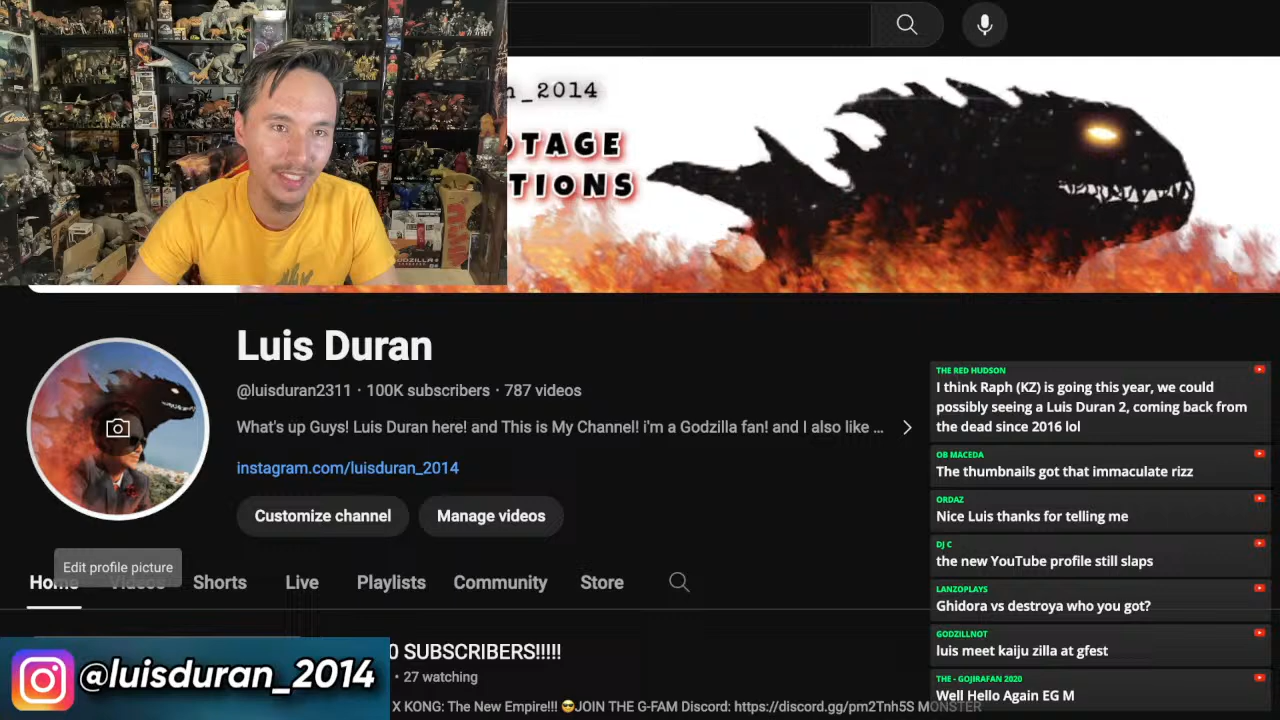 n_2014
OTAGE
TIONS
Luis Duran
@luisduran2311 · 100K subscribers · 787 videos
What's up Guys! Luis Duran here! and This is My Channel! i'm a Godzilla fan! and I also like ...
instagram.com/luisduran_2014
Customize channel
Manage videos
Edit profile picture
Home Videos Shorts Live Playlists Community Store
0 SUBSCRIBERS!!!!!
• 27 watching
X KONG: The New Empire!!! 😎JOIN THE G-FAM Discord: https://discord.gg/pm2Tnh5S MONSTER
@luisduran_2014
THE RED HUDSON
I think Raph (KZ) is going this year, we could
possibly seeing a Luis Duran 2, coming back from
the dead since 2016 lol
OB MACEDA
The thumbnails got that immaculate rizz
ORDAZ
Nice Luis thanks for telling me
DJ C
the new YouTube profile still slaps
LANZOPLAYS
Ghidora vs destroya who you got?
GODZILLNOT
luis meet kaiju zilla at gfest
THE - GOJIRAFAN 2020
Well Hello Again EG M